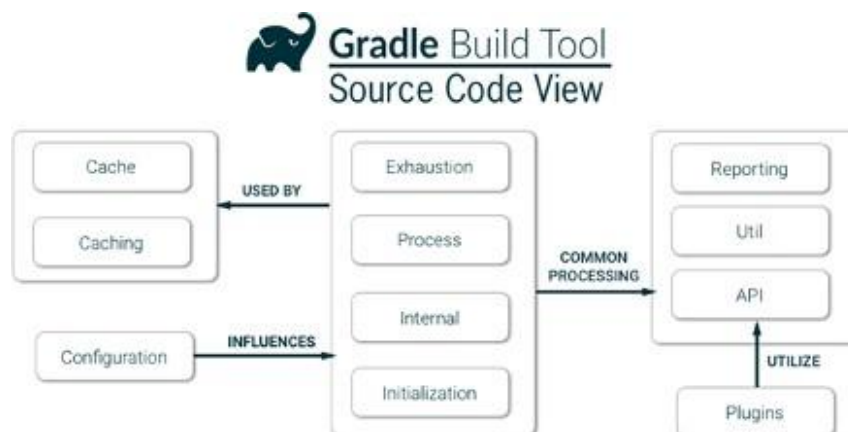 Gradle Build Tool
Source Code View
Cache
Caching
USED BY
Configuration
INFLUENCES
Exhaustion
Process
Internal
Initialization
COMMON
PROCESSING
Reporting
Util
API
UTILIZE
Plugins